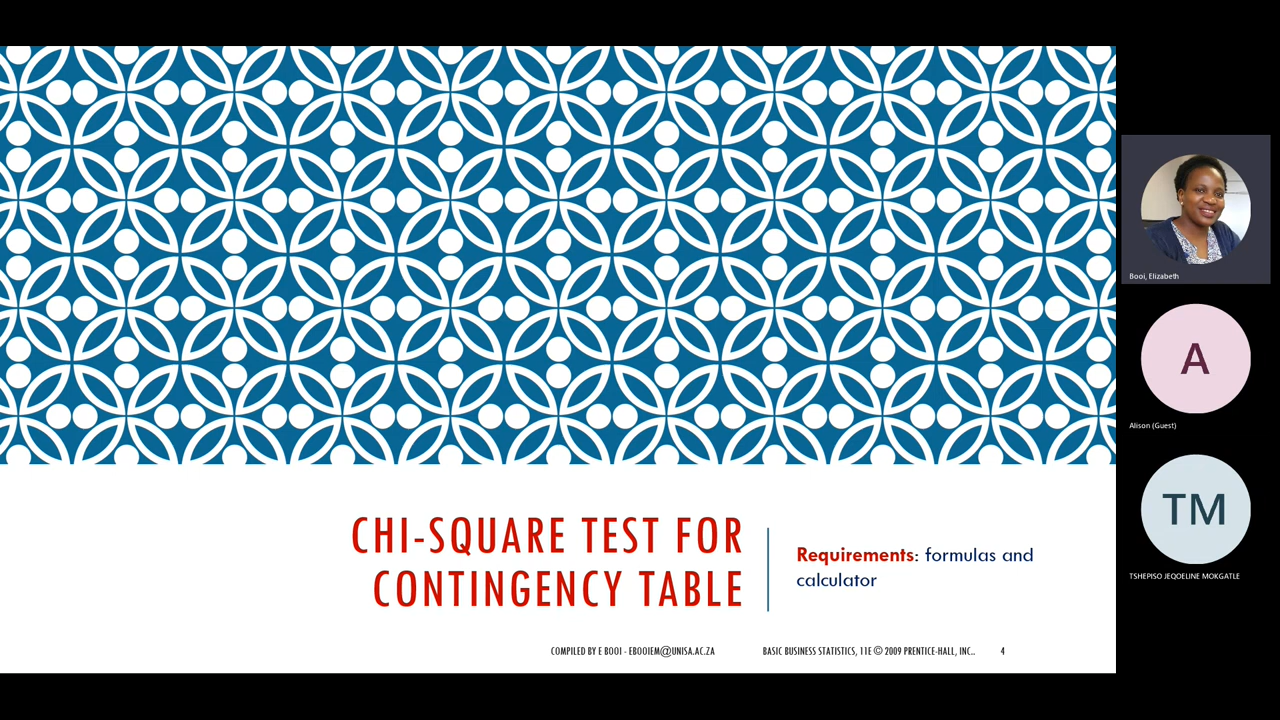 CHI-SQUARE TEST FOR
CONTINGENCY TABLE
Requirements: formulas and
calculator
COMPILED BY E BOOI - EBOOIEM@UNISA.AC.ZA
BASIC BUSINESS STATISTICS, 11E © 2009 PRENTICE-HALL, INC..
4
Booi, Elizabeth
A
Alison (Guest)
TM
TSHEPISO JEQOELINE MOKGATLE